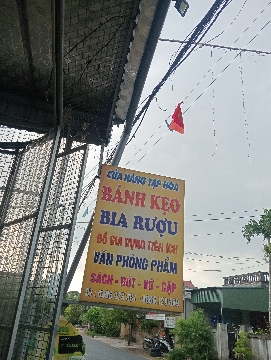 CỬA HÀNG TẠP HÓA
BÁNH KẸO
BIA RƯỢU
ĐỒ GIA DỤNG TIỆN ÍCH
VĂN PHÒNG PHẨM
SÁCH - BÚT - VỞ - CẶP